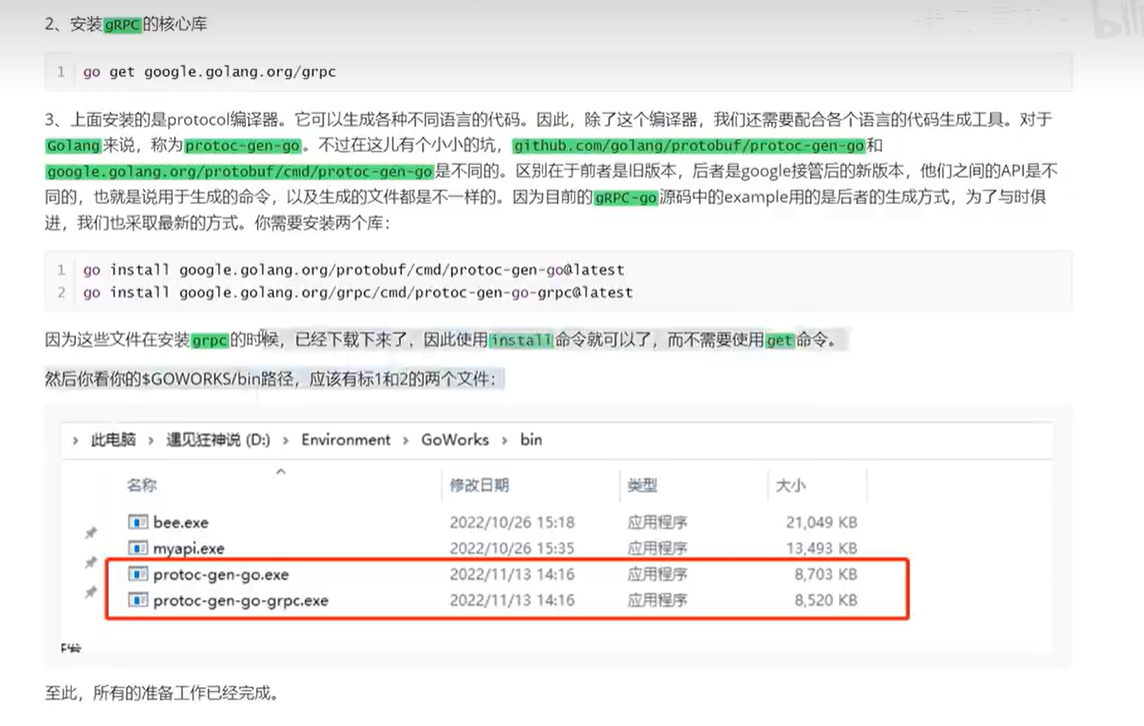 2、安装gRPC的核心库
bili
1 go get google.golang.org/grpc
3、上面安装的是protocol编译器。它可以生成各种不同语言的代码。因此，除了这个编译器，我们还需要配合各个语言的代码生成工具。对于
Golang来说，称为protoc-gen-go。不过在这儿有个小小的坑，github.com/golang/protobuf/protoc-gen-go和
google.golang.org/protobuf/cmd/protoc-gen-go是不同的。区别在于前者是旧版本，后者是google接管后的新版本，他们之间的API是不
同的，也就是说用于生成的命令，以及生成的文件都是不一样的。因为目前的gRPC-go源码中的example用的是后者的生成方式，为了与时俱
进，我们也采取最新的方式。你需要安装两个库：
1 go install google.golang.org/protobuf/cmd/protoc-gen-go@latest
2 go install google.golang.org/grpc/cmd/protoc-gen-go-grpc@latest
因为这些文件在安装grpc的时候，已经下载下来了，因此使用install命令就可以了，而不需要使用get命令。
然后你看你的$GOWORKS/bin路径，应该有标1和2的两个文件：
› 此电脑 › 遇见狂神说 (D:) › Environment › GoWorks › bin
名称 修改日期 类型 大小
bee.exe 2022/10/26 15:18 应用程序 21,049 KB
myapi.exe 2022/10/26 15:35 应用程序 13,493 KB
protoc-gen-go.exe 2022/11/13 14:16 应用程序 8,703 KB
protoc-gen-go-grpc.exe 2022/11/13 14:16 应用程序 8,520 KB
至此，所有的准备工作已经完成。